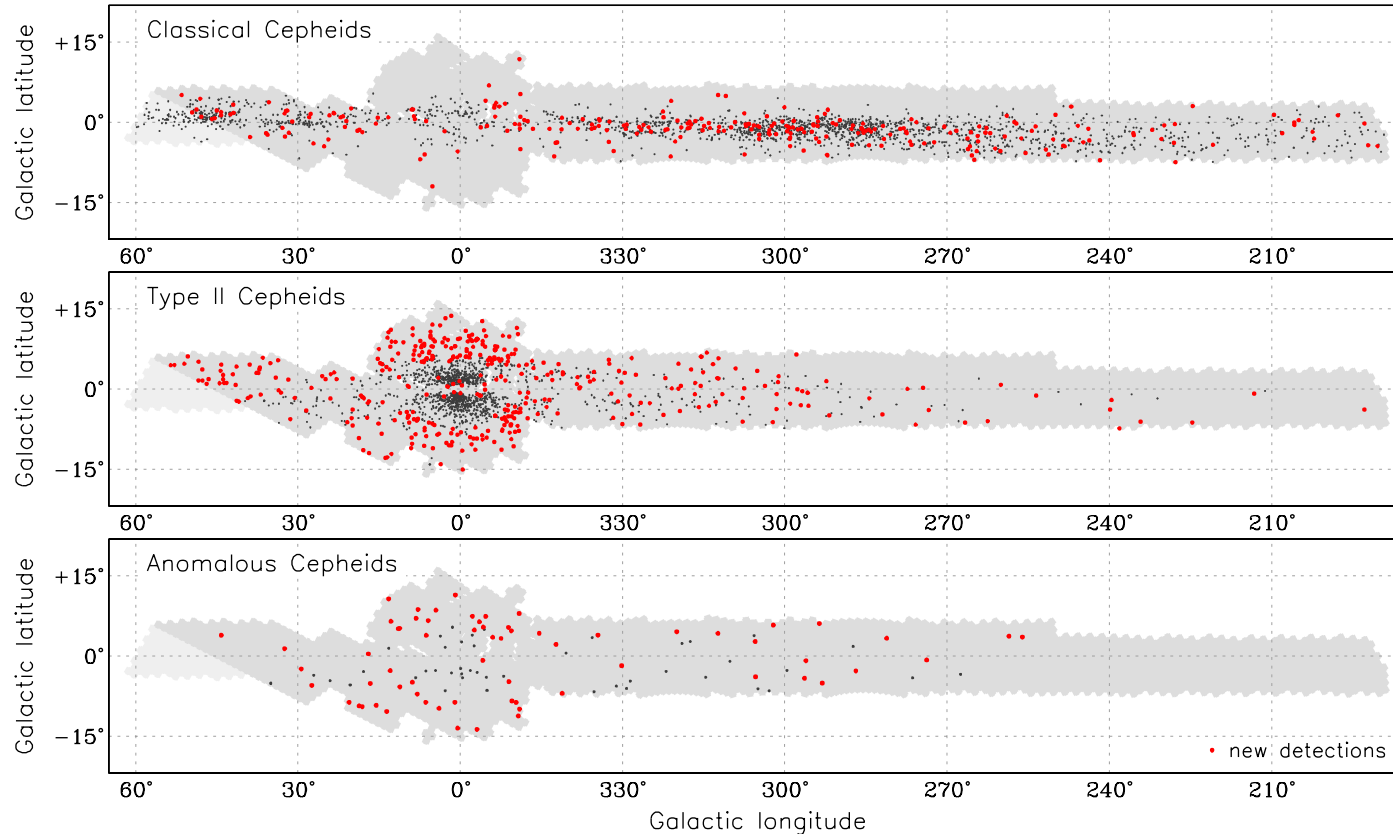 Classical Cepheids
Galactic latitude
+15°
0°
−15°
60° 30° 0° 330° 300° 270° 240° 210°
Type II Cepheids
Galactic latitude
+15°
0°
−15°
60° 30° 0° 330° 300° 270° 240° 210°
Anomalous Cepheids
Galactic latitude
+15°
0°
−15°
new detections
60° 30° 0° 330° 300° 270° 240° 210°
Galactic longitude